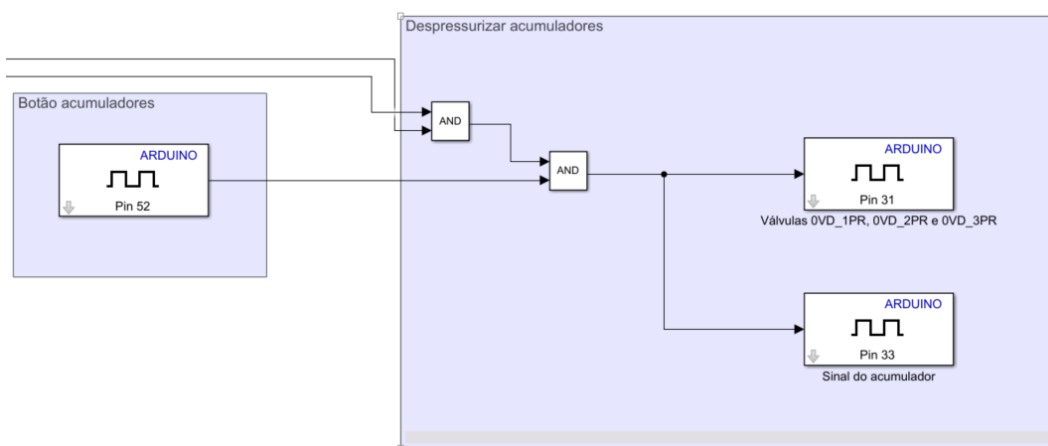 Despressurizar acumuladores
Botão acumuladores
ARDUINO
Pin 52
AND
AND
ARDUINO
Pin 31
Válvulas 0VD_1PR, 0VD_2PR e 0VD_3PR
ARDUINO
Pin 33
Sinal do acumulador